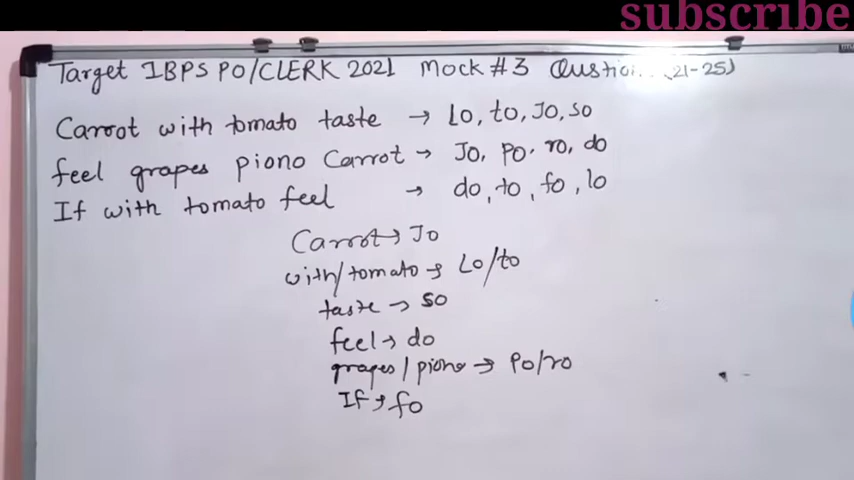 subscribe
Target IBPS PO/CLERK 2021 Mock #3 (21-25)
Carrot with tomato taste → Lo, to, Jo, so
feel grapes piono Carrot → Jo, po, ro, do
If with tomato feel → do, to, fo, lo
Carrot → Jo
with/tomato → Lo/to
taste → so
feel → do
grapes/piono → Po/ro
If → fo